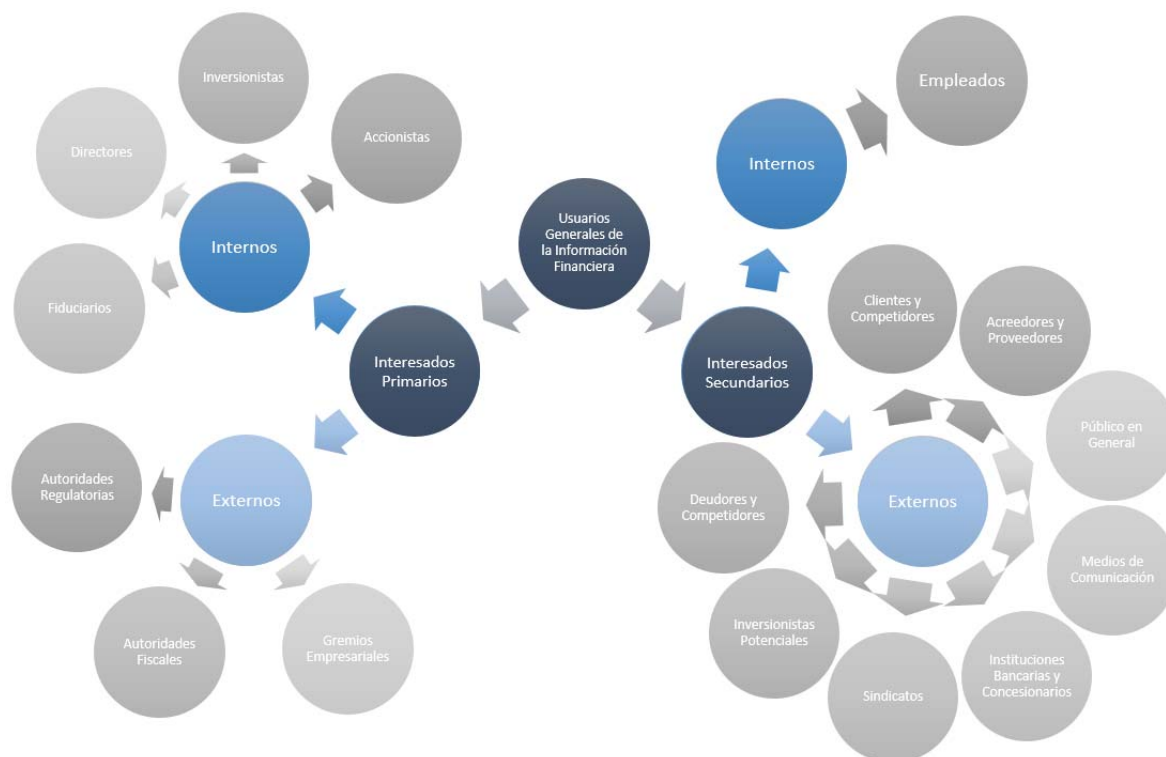 Usuarios
Generales de
la Información
Financiera
Interesados
Primarios
Internos
Fiduciarios
Directores
Inversionistas
Accionistas
Externos
Autoridades
Regulatorias
Autoridades
Fiscales
Gremios
Empresariales
Interesados
Secundarios
Internos
Empleados
Externos
Clientes y
Competidores
Acreedores y
Proveedores
Público en
General
Medios de
Comunicación
Instituciones
Bancarias y
Concesionarios
Sindicatos
Inversionistas
Potenciales
Deudores y
Competidores